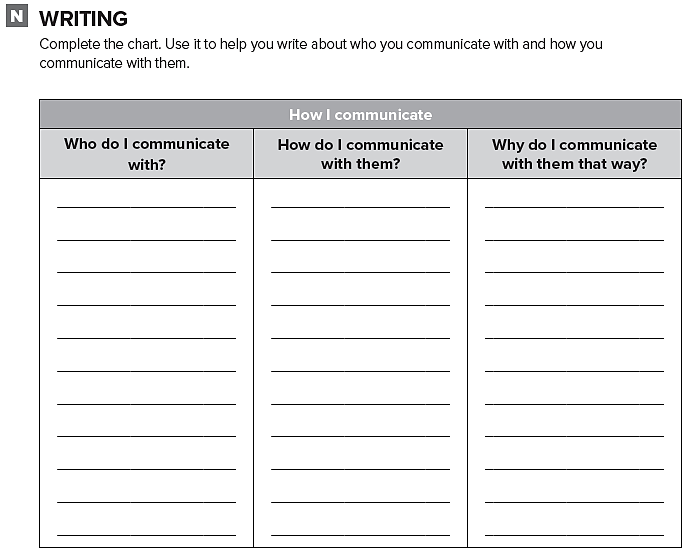 N WRITING
Complete the chart. Use it to help you write about who you communicate with and how you
communicate with them.
How I communicate
Who do I communicate
with?
How do I communicate
with them?
Why do I communicate
with them that way?